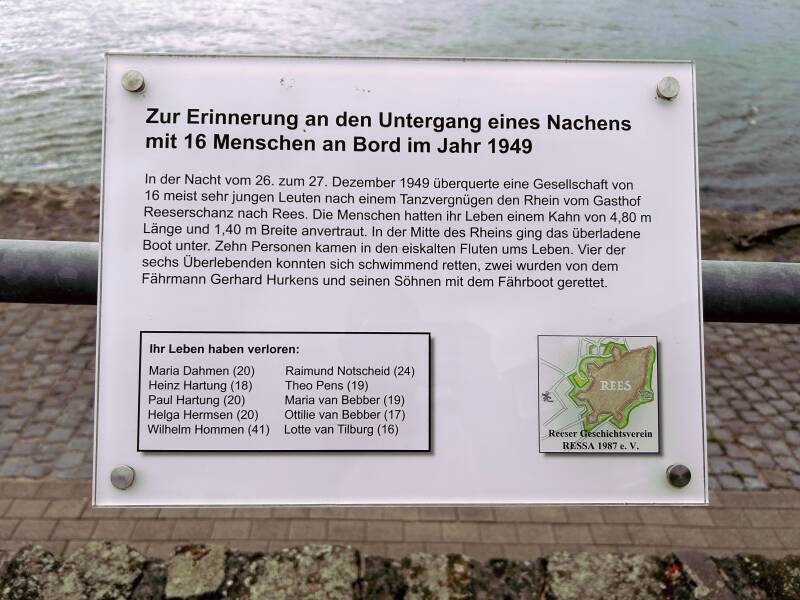 Zur Erinnerung an den Untergang eines Nachens
mit 16 Menschen an Bord im Jahr 1949
In der Nacht vom 26. zum 27. Dezember 1949 überquerte eine Gesellschaft von
16 meist sehr jungen Leuten nach einem Tanzvergnügen den Rhein vom Gasthof
Reeserschanz nach Rees. Die Menschen hatten ihr Leben einem Kahn von 4,80 m
Länge und 1,40 m Breite anvertraut. In der Mitte des Rheins ging das überladene
Boot unter. Zehn Personen kamen in den eiskalten Fluten ums Leben. Vier der
sechs Überlebenden konnten sich schwimmend retten, zwei wurden von dem
Fährmann Gerhard Hurkens und seinen Söhnen mit dem Fährboot gerettet.
Ihr Leben haben verloren:
Maria Dahmen (20)
Heinz Hartung (18)
Paul Hartung (20)
Helga Hermsen (20)
Wilhelm Hommen (41)
Raimund Notscheid (24)
Theo Pens (19)
Maria van Bebber (19)
Ottilie van Bebber (17)
Lotte van Tilburg (16)
REES
Reeser Geschichtsverein
RESSA 1987 e. V.